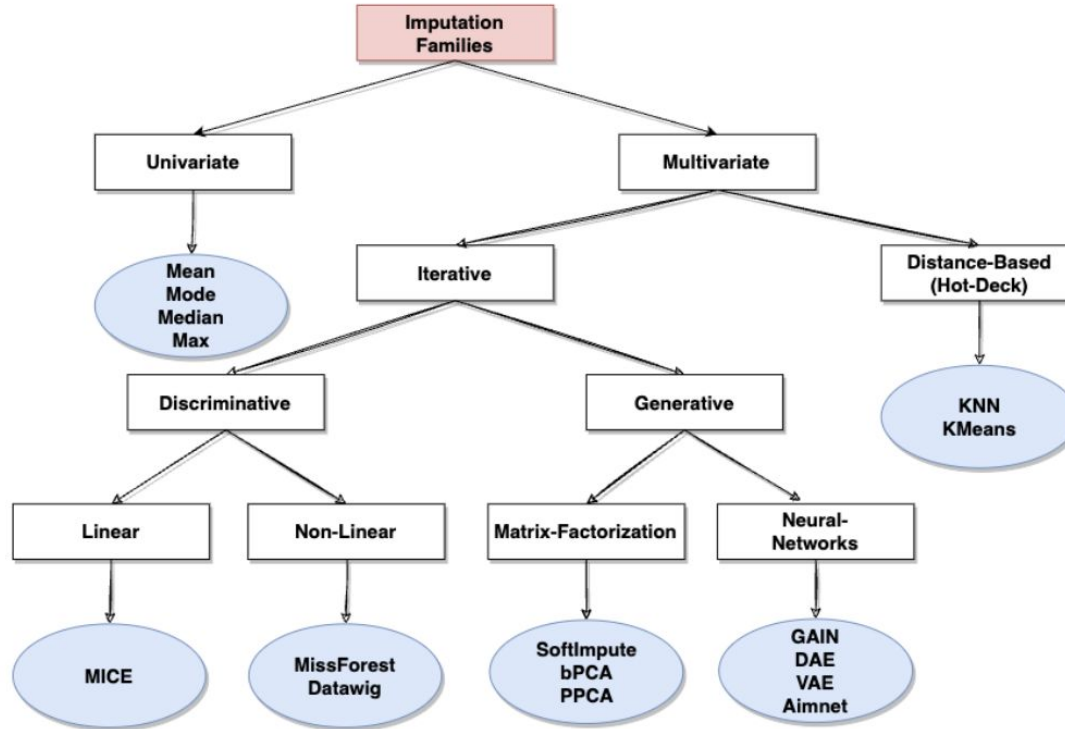 Imputation
Families
Univariate
Multivariate
Mean
Mode
Median
Max
Iterative
Distance-Based
(Hot-Deck)
Discriminative
Generative
KNN
KMeans
Linear
Non-Linear
Matrix-Factorization
Neural-
Networks
MICE
MissForest
Datawig
SoftImpute
bPCA
PPCA
GAIN
DAE
VAE
Aimnet